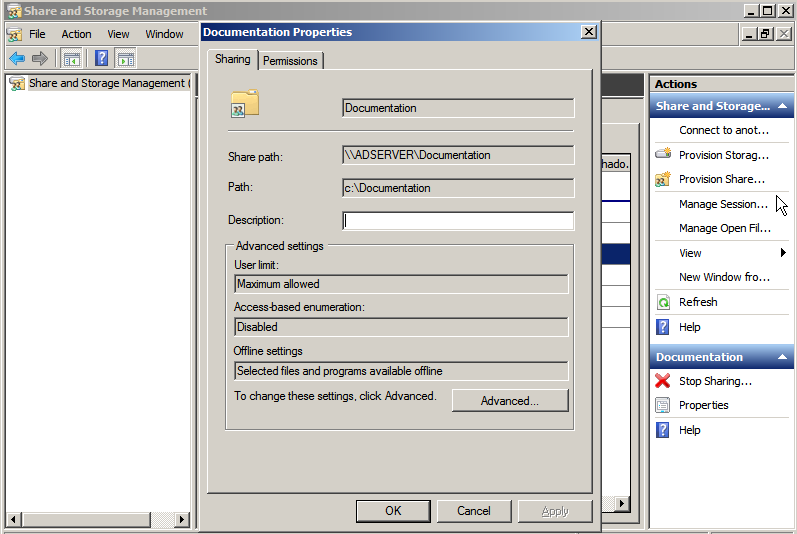 Share and Storage Management
File Action View Window
Share and Storage Management (
Documentation Properties
Sharing Permissions
Documentation
Share path: \\ADSERVER\Documentation
Path: c:\Documentation
Description:
Advanced settings
User limit:
Maximum allowed
Access-based enumeration:
Disabled
Offline settings
Selected files and programs available offline
To change these settings, click Advanced. Advanced...
OK Cancel Apply
hado.
Actions
Share and Storage...
Connect to anot...
Provision Storag...
Provision Share...
Manage Session...
Manage Open Fil...
View
New Window fro...
Refresh
Help
Documentation
Stop Sharing...
Properties
Help